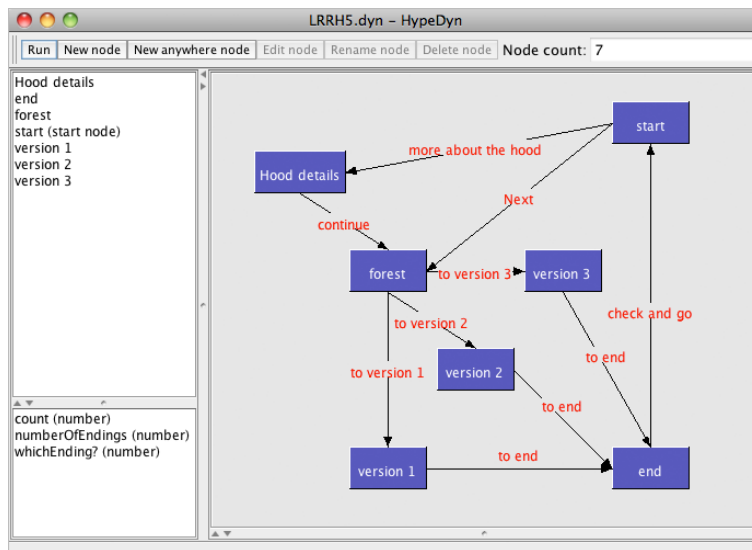 LRRH5.dyn – HypeDyn
Run New node New anywhere node Edit node Rename node Delete node Node count: 7
Hood details
end
forest
start (start node)
version 1
version 2
version 3
count (number)
numberOfEndings (number)
whichEnding? (number)
start
more about the hood
Hood details
Next
continue
forest
to version 3
version 3
check and go
to version 2
to end
to version 1
version 2
to end
to end
version 1
end